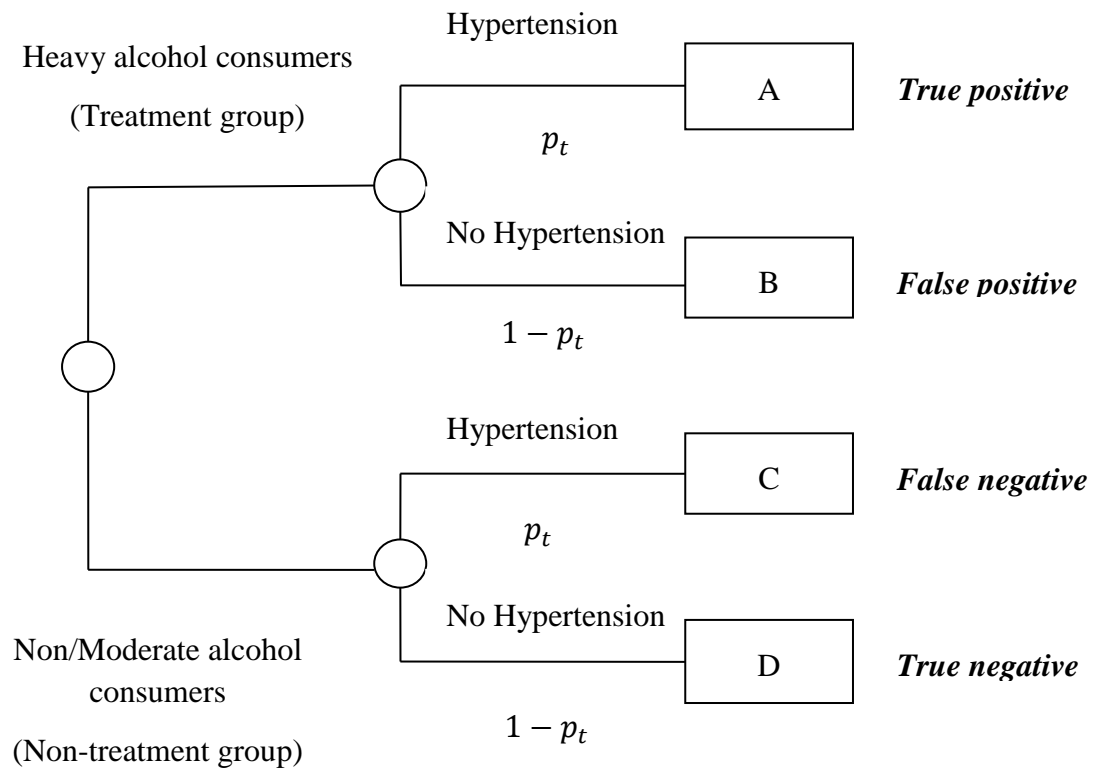 Heavy alcohol consumers
(Treatment group)
Hypertension
A
True positive
p_t
No Hypertension
B
False positive
1 − p_t
Hypertension
C
False negative
p_t
No Hypertension
D
True negative
1 − p_t
Non/Moderate alcohol
consumers
(Non-treatment group)